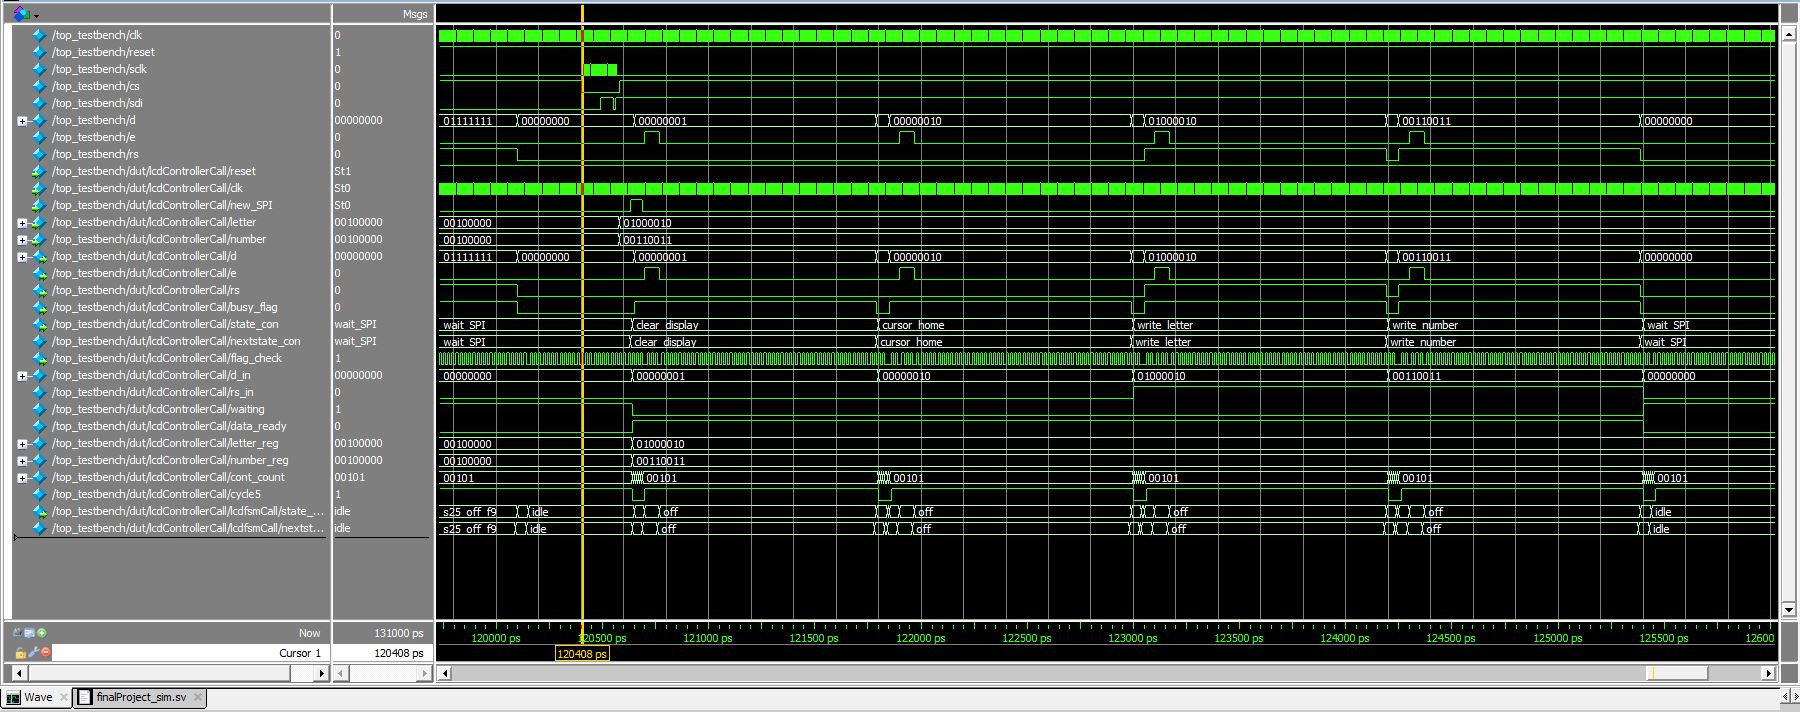 Msgs
/top_testbench/clk 0
/top_testbench/reset 1
/top_testbench/sclk 0
/top_testbench/cs 0
/top_testbench/sdi 0
/top_testbench/d 00000000 01111111 00000000 00000001 00000010 01000010 00110011 00000000
/top_testbench/e 0
/top_testbench/rs 0
/top_testbench/dut/lcdControllerCall/reset St1
/top_testbench/dut/lcdControllerCall/clk St0
/top_testbench/dut/lcdControllerCall/new_SPI St0
/top_testbench/dut/lcdControllerCall/letter 00100000 00100000 01000010
/top_testbench/dut/lcdControllerCall/number 00100000 00100000 00110011
/top_testbench/dut/lcdControllerCall/d 00000000 01111111 00000000 00000001 00000010 01000010 00110011 00000000
/top_testbench/dut/lcdControllerCall/e 0
/top_testbench/dut/lcdControllerCall/rs 0
/top_testbench/dut/lcdControllerCall/busy_flag 0
/top_testbench/dut/lcdControllerCall/state_con wait_SPI wait_SPI clear_display cursor_home write_letter write_number wait_SPI
/top_testbench/dut/lcdControllerCall/nextstate_con wait_SPI wait_SPI clear_display cursor_home write_letter write_number wait_SPI
/top_testbench/dut/lcdControllerCall/flag_check 1
/top_testbench/dut/lcdControllerCall/d_in 00000000 00000000 00000001 00000010 01000010 00110011 00000000
/top_testbench/dut/lcdControllerCall/rs_in 0
/top_testbench/dut/lcdControllerCall/waiting 1
/top_testbench/dut/lcdControllerCall/data_ready 0
/top_testbench/dut/lcdControllerCall/letter_reg 00100000 00100000 01000010
/top_testbench/dut/lcdControllerCall/number_reg 00100000 00100000 00110011
/top_testbench/dut/lcdControllerCall/cont_count 00101 00101 00101 00101 00101 00101 00101
/top_testbench/dut/lcdControllerCall/cycle5 1
/top_testbench/dut/lcdControllerCall/lcdfsmCall/state_... idle s25_off_f9 idle off off off off idle
/top_testbench/dut/lcdControllerCall/lcdfsmCall/nextst... idle s25_off_f9 idle off off off off idle
Now 131000 ps 120000 ps 120500 ps 121000 ps 121500 ps 122000 ps 122500 ps 123000 ps 123500 ps 124000 ps 124500 ps 125000 ps 125500 ps 12600
Cursor 1 120408 ps 120408 ps
Wave finalProject_sim.sv